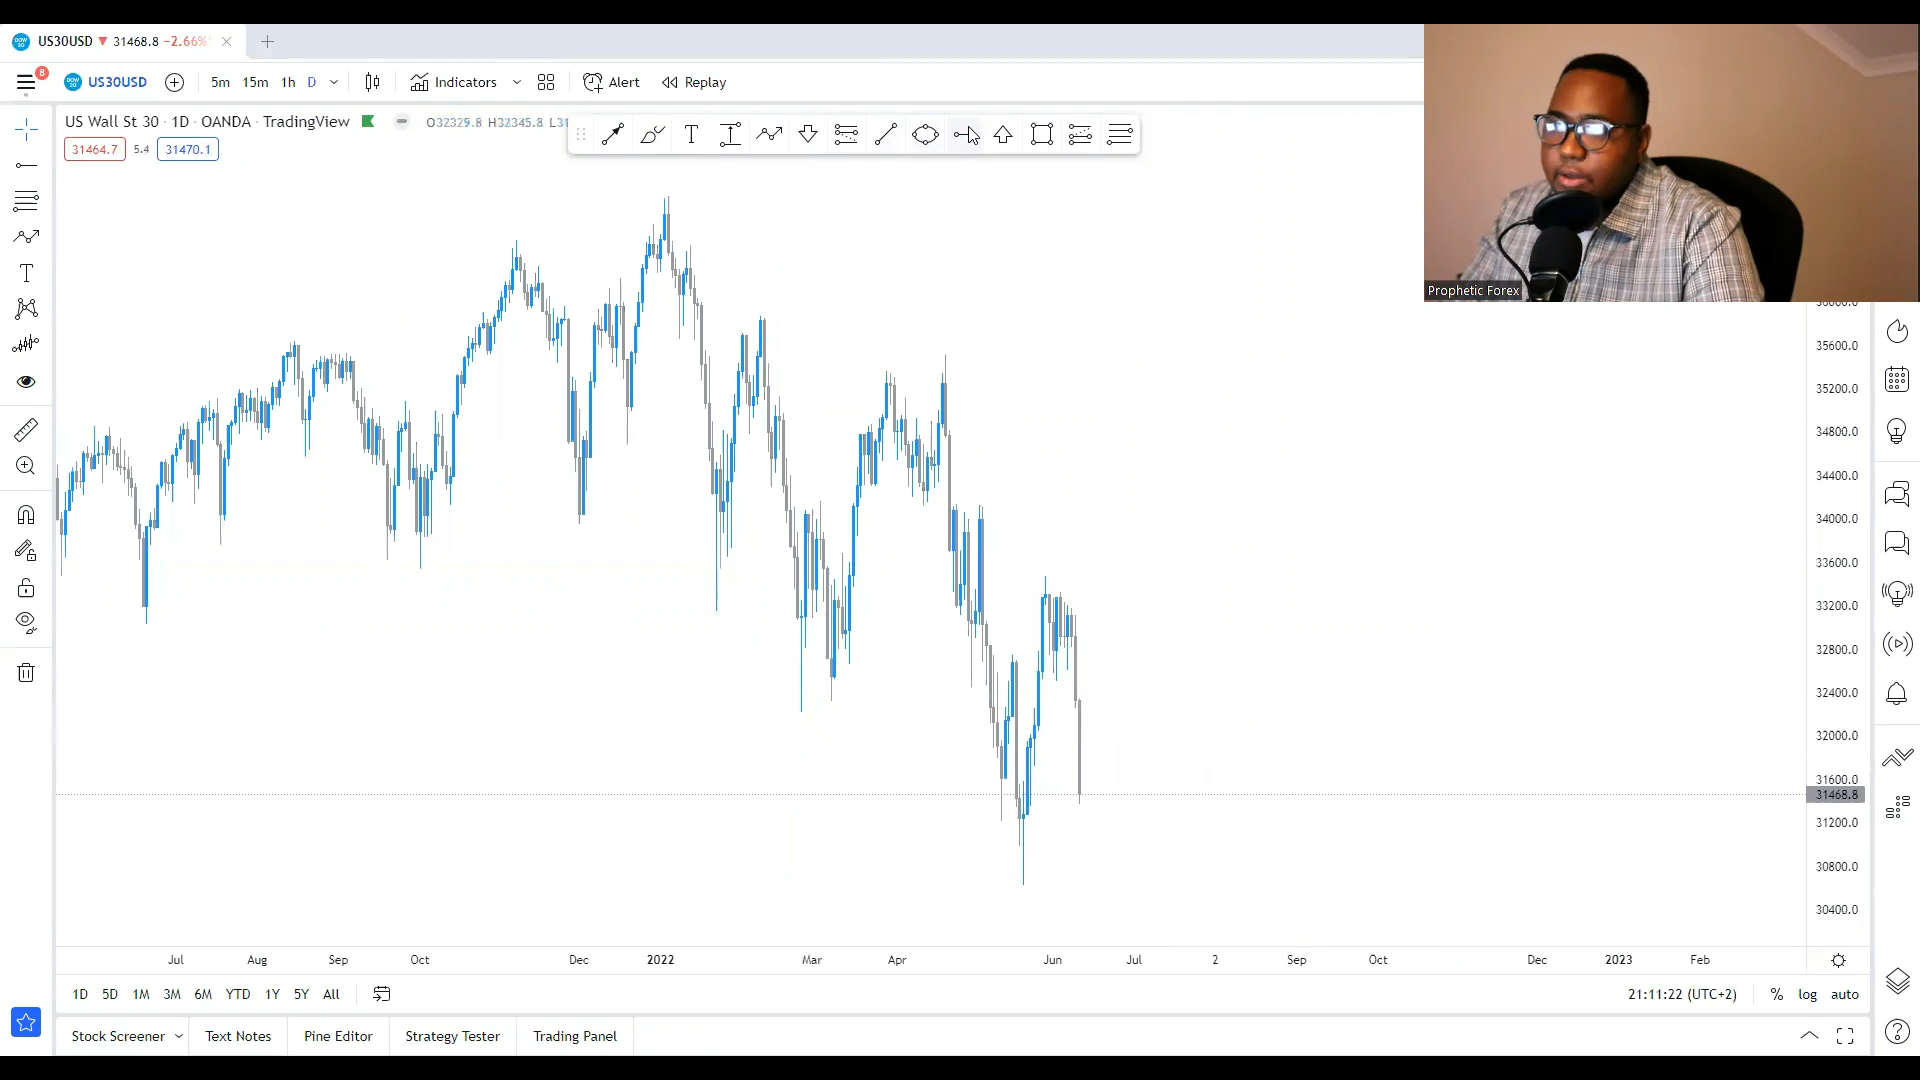 US30USD ▼ 31468.8 −2.66%
8
US30USD 5m 15m 1h D Indicators Alert Replay
US Wall St 30 · 1D · OANDA · TradingView O32329.8 H32345.8 L31
31464.7 5.4 31470.1
Prophetic Forex
35600.0
35200.0
34800.0
34400.0
34000.0
33600.0
33200.0
32800.0
32400.0
32000.0
31600.0
31468.8
31200.0
30800.0
30400.0
Jul Aug Sep Oct Dec 2022 Mar Apr Jun Jul 2 Sep Oct Dec 2023 Feb
1D 5D 1M 3M 6M YTD 1Y 5Y All 21:11:22 (UTC+2) % log auto
Stock Screener Text Notes Pine Editor Strategy Tester Trading Panel